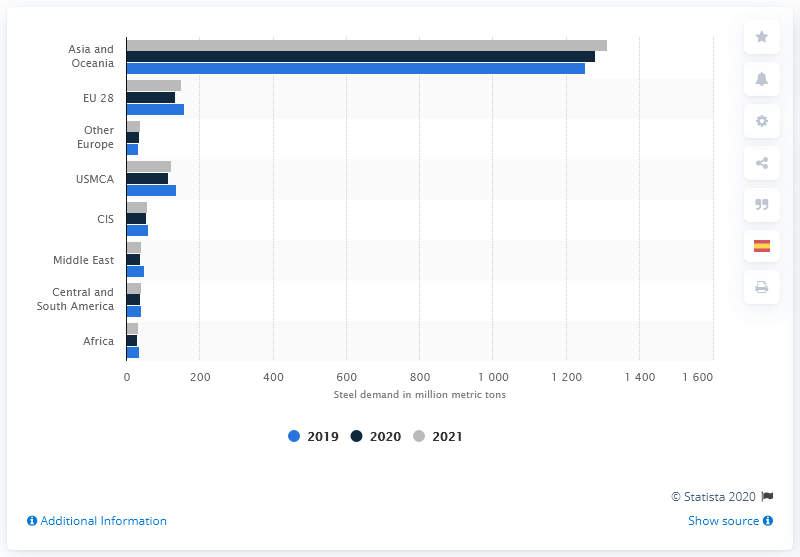 Asia and
Oceania
EU 28
Other
Europe
USMCA
CIS
Middle East
Central and
South America
Africa
0 200 400 600 800 1 000 1 200 1 400 1 600
Steel demand in million metric tons
2019 2020 2021
© Statista 2020
Additional Information Show source